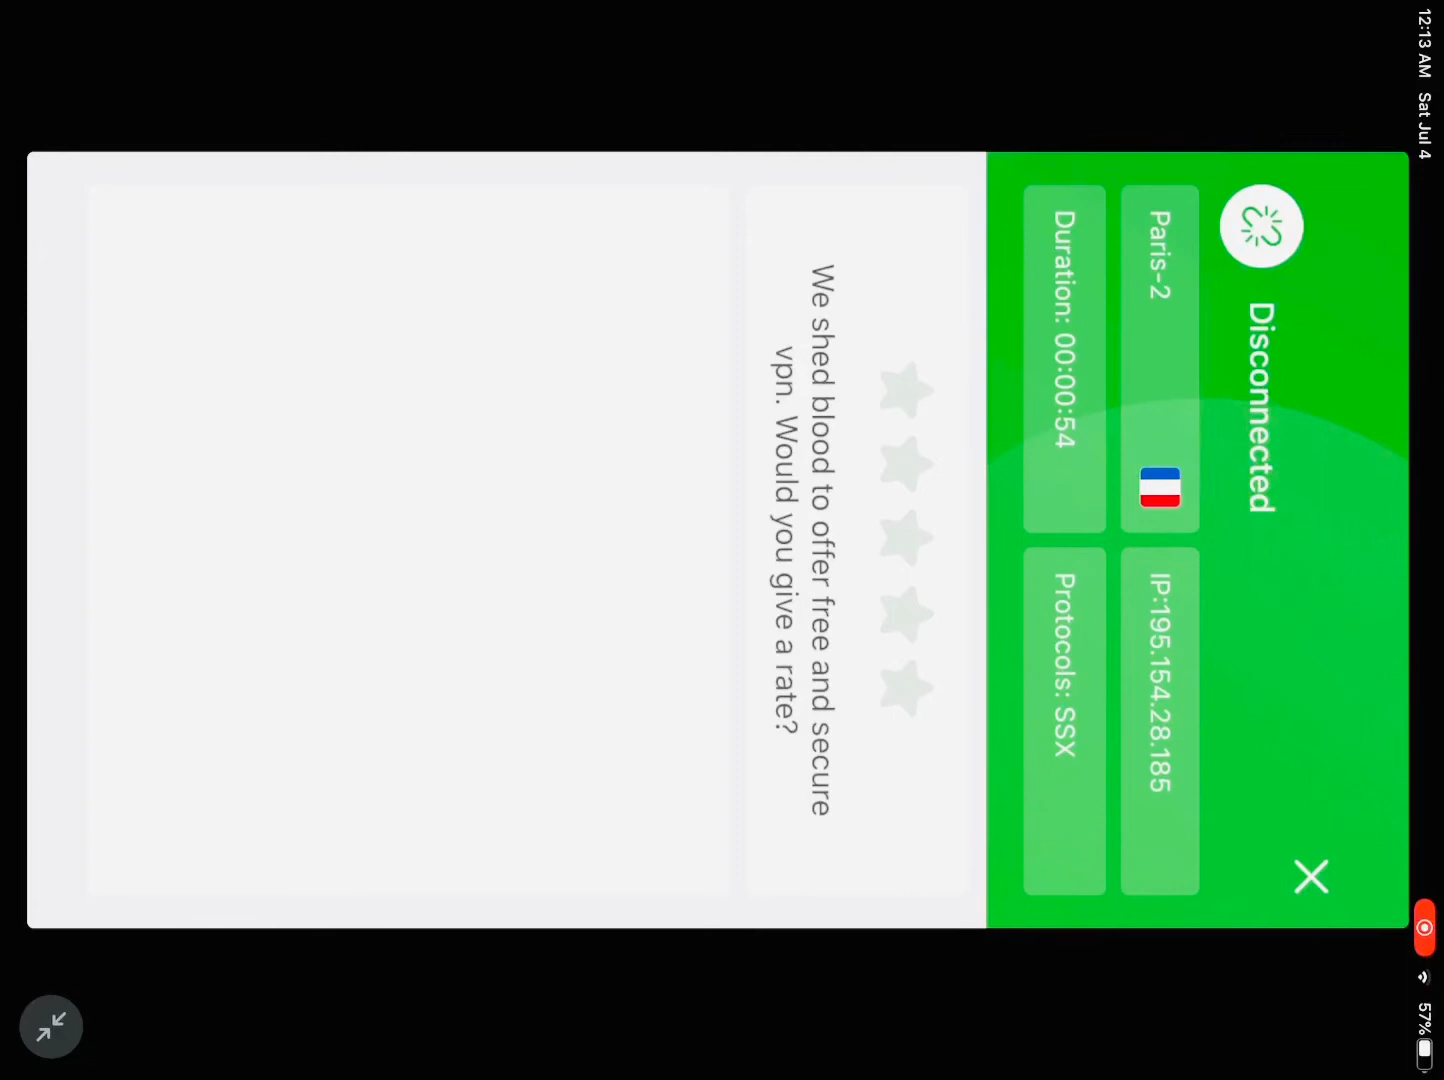 12:13 AM Sat Jul 4
57%
Disconnected
Paris-2
IP:195.154.28.185
Duration: 00:00:54
Protocols: SSX
We shed blood to offer free and secure
vpn. Would you give a rate?